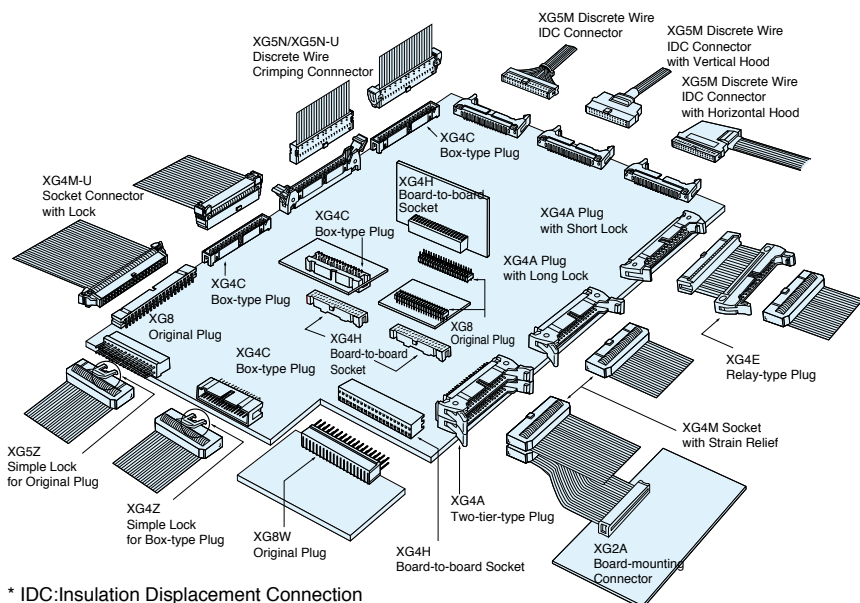 XG5M Discrete Wire
IDC Connector
XG5M Discrete Wire
IDC Connector
with Vertical Hood
XG5M Discrete Wire
IDC Connector
with Horizontal Hood
XG5N/XG5N-U
Discrete Wire
Crimping Connnector
XG4C
Box-type Plug
XG4M-U
Socket Connector
with Lock
XG4H
Board-to-board
Socket
XG4C
Box-type Plug
XG4A Plug
with Short Lock
XG4A Plug
with Long Lock
XG4C
Box-type Plug
XG8
Original Plug
XG4H
Board-to-board
Socket
XG8
Original Plug
XG4C
Box-type Plug
XG4E
Relay-type Plug
XG4M Socket
with Strain Relief
XG5Z
Simple Lock
for Original Plug
XG4Z
Simple Lock
for Box-type Plug
XG8W
Original Plug
XG4A
Two-tier-type Plug
XG4H
Board-to-board Socket
XG2A
Board-mounting
Connector
* IDC:Insulation Displacement Connection